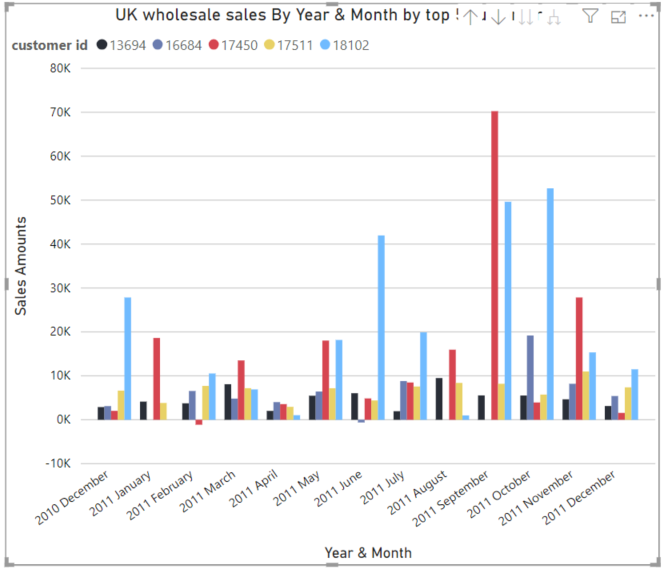 UK wholesale sales By Year & Month by top
customer id 13694 16684 17450 17511 18102
80K
70K
60K
50K
40K
30K
20K
10K
0K
-10K
Sales Amounts
2010 December
2011 January
2011 February
2011 March
2011 April
2011 May
2011 June
2011 July
2011 August
2011 September
2011 October
2011 November
2011 December
Year & Month